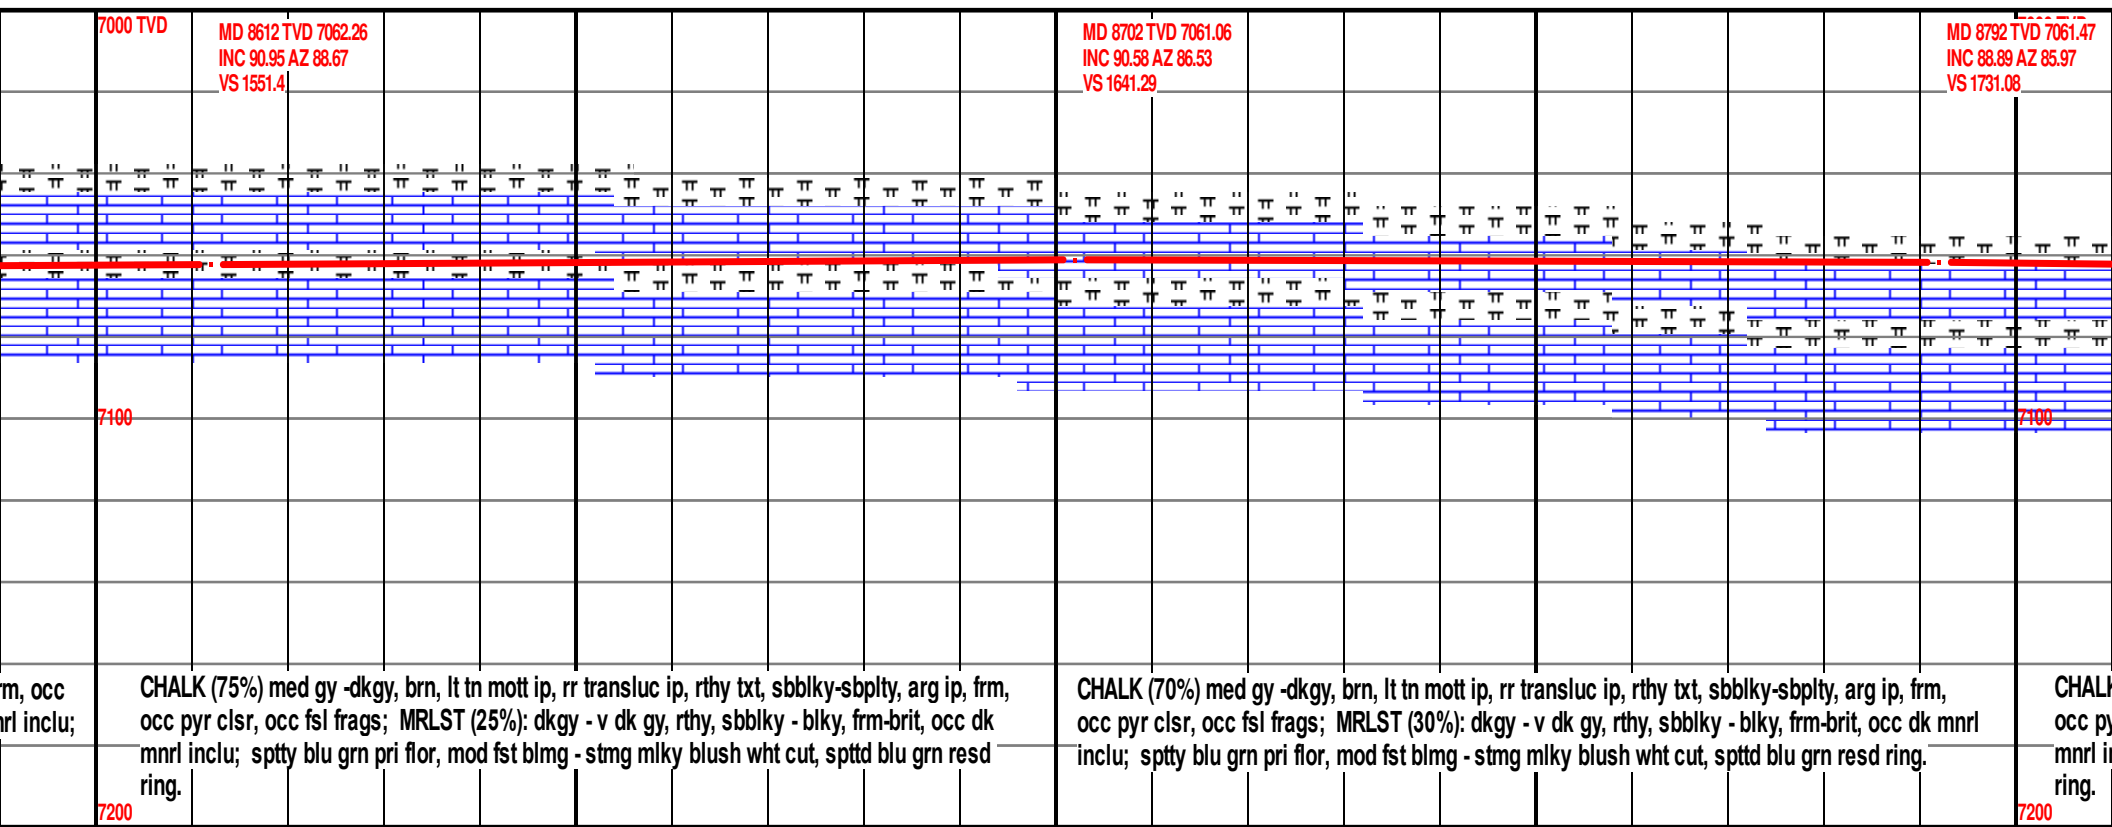 7000 TVD
MD 8612 TVD 7062.26
INC 90.95 AZ 88.67
VS 1551.4
MD 8702 TVD 7061.06
INC 90.58 AZ 86.53
VS 1641.29
MD 8792 TVD 7061.47
INC 88.89 AZ 85.97
VS 1731.08
7100
7100
rm, occ
nrl inclu;
CHALK (75%) med gy -dkgy, brn, lt tn mott ip, rr transluc ip, rthy txt, sbblky-sbplty, arg ip, frm,
occ pyr clsr, occ fsl frags; MRLST (25%): dkgy - v dk gy, rthy, sbblky - blky, frm-brit, occ dk
mnrl inclu; sptty blu grn pri flor, mod fst blmg - stmg mlky blush wht cut, spttd blu grn resd
ring.
CHALK (70%) med gy -dkgy, brn, lt tn mott ip, rr transluc ip, rthy txt, sbblky-sbplty, arg ip, frm,
occ pyr clsr, occ fsl frags; MRLST (30%): dkgy - v dk gy, rthy, sbblky - blky, frm-brit, occ dk mnrl
inclu; sptty blu grn pri flor, mod fst blmg - stmg mlky blush wht cut, spttd blu grn resd ring.
CHALK
occ py
mnrl i
ring.
7200
7200